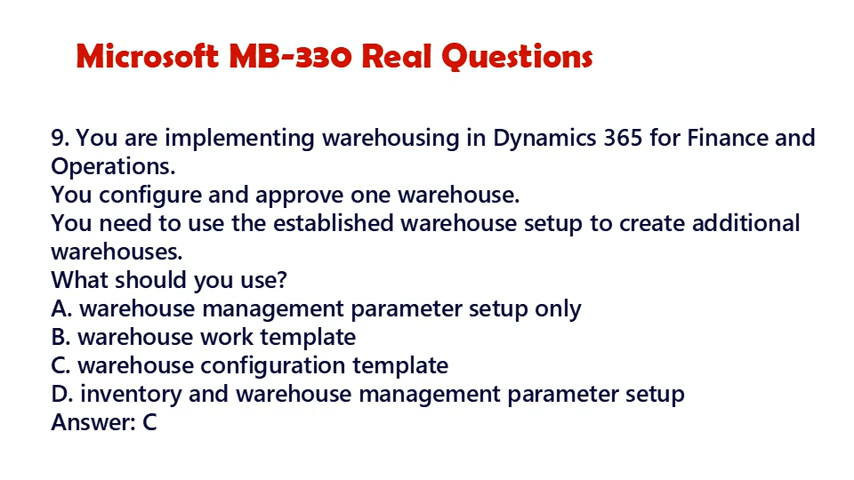 Microsoft MB-330 Real Questions
9. You are implementing warehousing in Dynamics 365 for Finance and
Operations.
You configure and approve one warehouse.
You need to use the established warehouse setup to create additional
warehouses.
What should you use?
A. warehouse management parameter setup only
B. warehouse work template
C. warehouse configuration template
D. inventory and warehouse management parameter setup
Answer: C